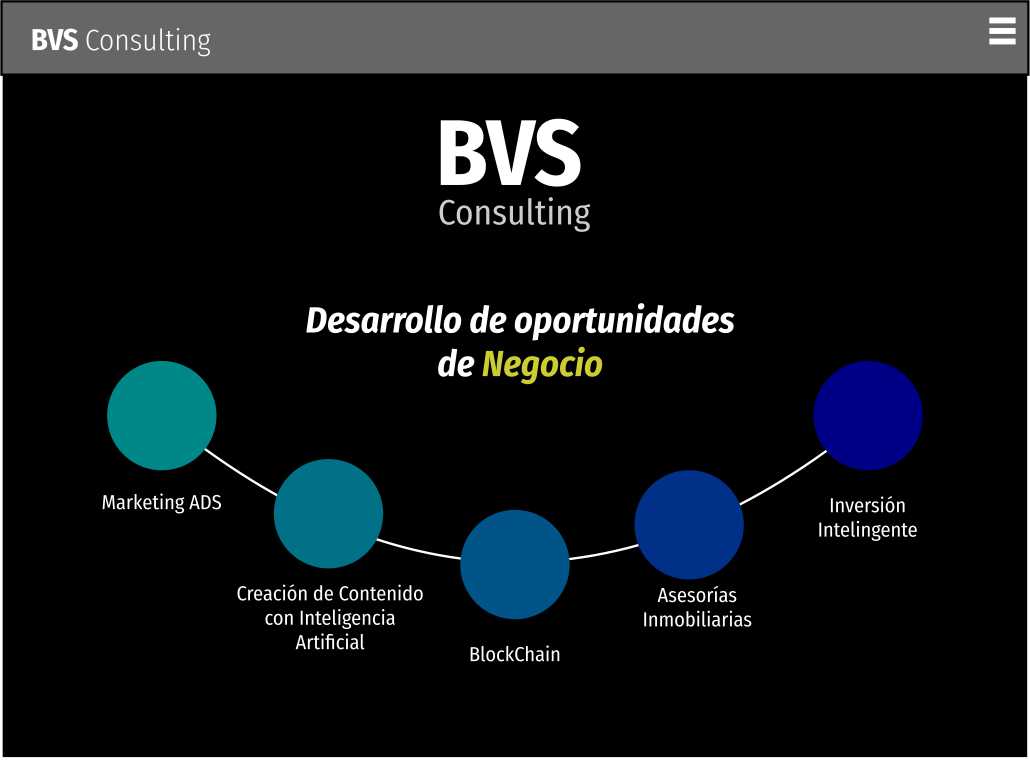 BVS Consulting
BVS
Consulting
Desarrollo de oportunidades
de Negocio
Marketing ADS
Creación de Contenido
con Inteligencia
Artificial
BlockChain
Asesorías
Inmobiliarias
Inversión
Intelingente